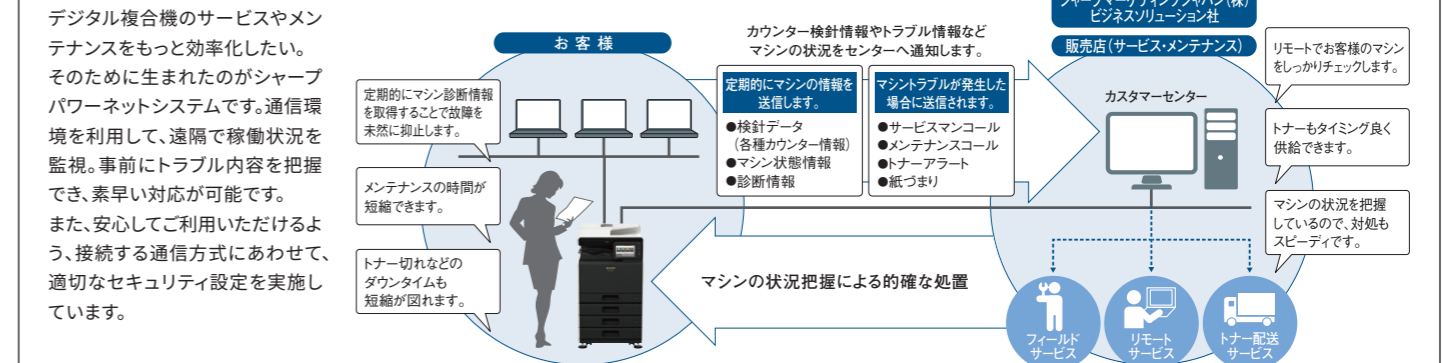 デジタル複合機のサービスやメン
テナンスをもっと効率化したい。
そのために生まれたのがシャープ
パワーネットシステムです。通信環
境を利用して、遠隔で稼働状況を
監視。事前にトラブル内容を把握
でき、素早い対応が可能です。
また、安心してご利用いただけるよ
う、接続する通信方式にあわせて、
適切なセキュリティ設定を実施し
ています。
お客様
定期的にマシン診断情報
を取得することで故障を
未然に抑止します。
メンテナンスの時間が
短縮できます。
トナー切れなどの
ダウンタイムも
短縮が図れます。
カウンター検針情報やトラブル情報など
マシンの状況をセンターへ通知します。
定期的にマシンの情報を
送信します。
●検針データ
(各種カウンター情報)
●マシン状態情報
●診断情報
マシントラブルが発生した
場合に送信されます。
●サービスマンコール
●メンテナンスコール
●トナーアラート
●紙づまり
マシンの状況把握による的確な処置
シャープマーケティングジャパン(株)
ビジネスソリューション社
販売店(サービス・メンテナンス)
カスタマーセンター
リモートでお客様のマシン
をしっかりチェックします。
トナーもタイミング良く
供給できます。
マシンの状況を把握
しているので、対処も
スピーディです。
フィールド
サービス
リモート
サービス
トナー配送
サービス